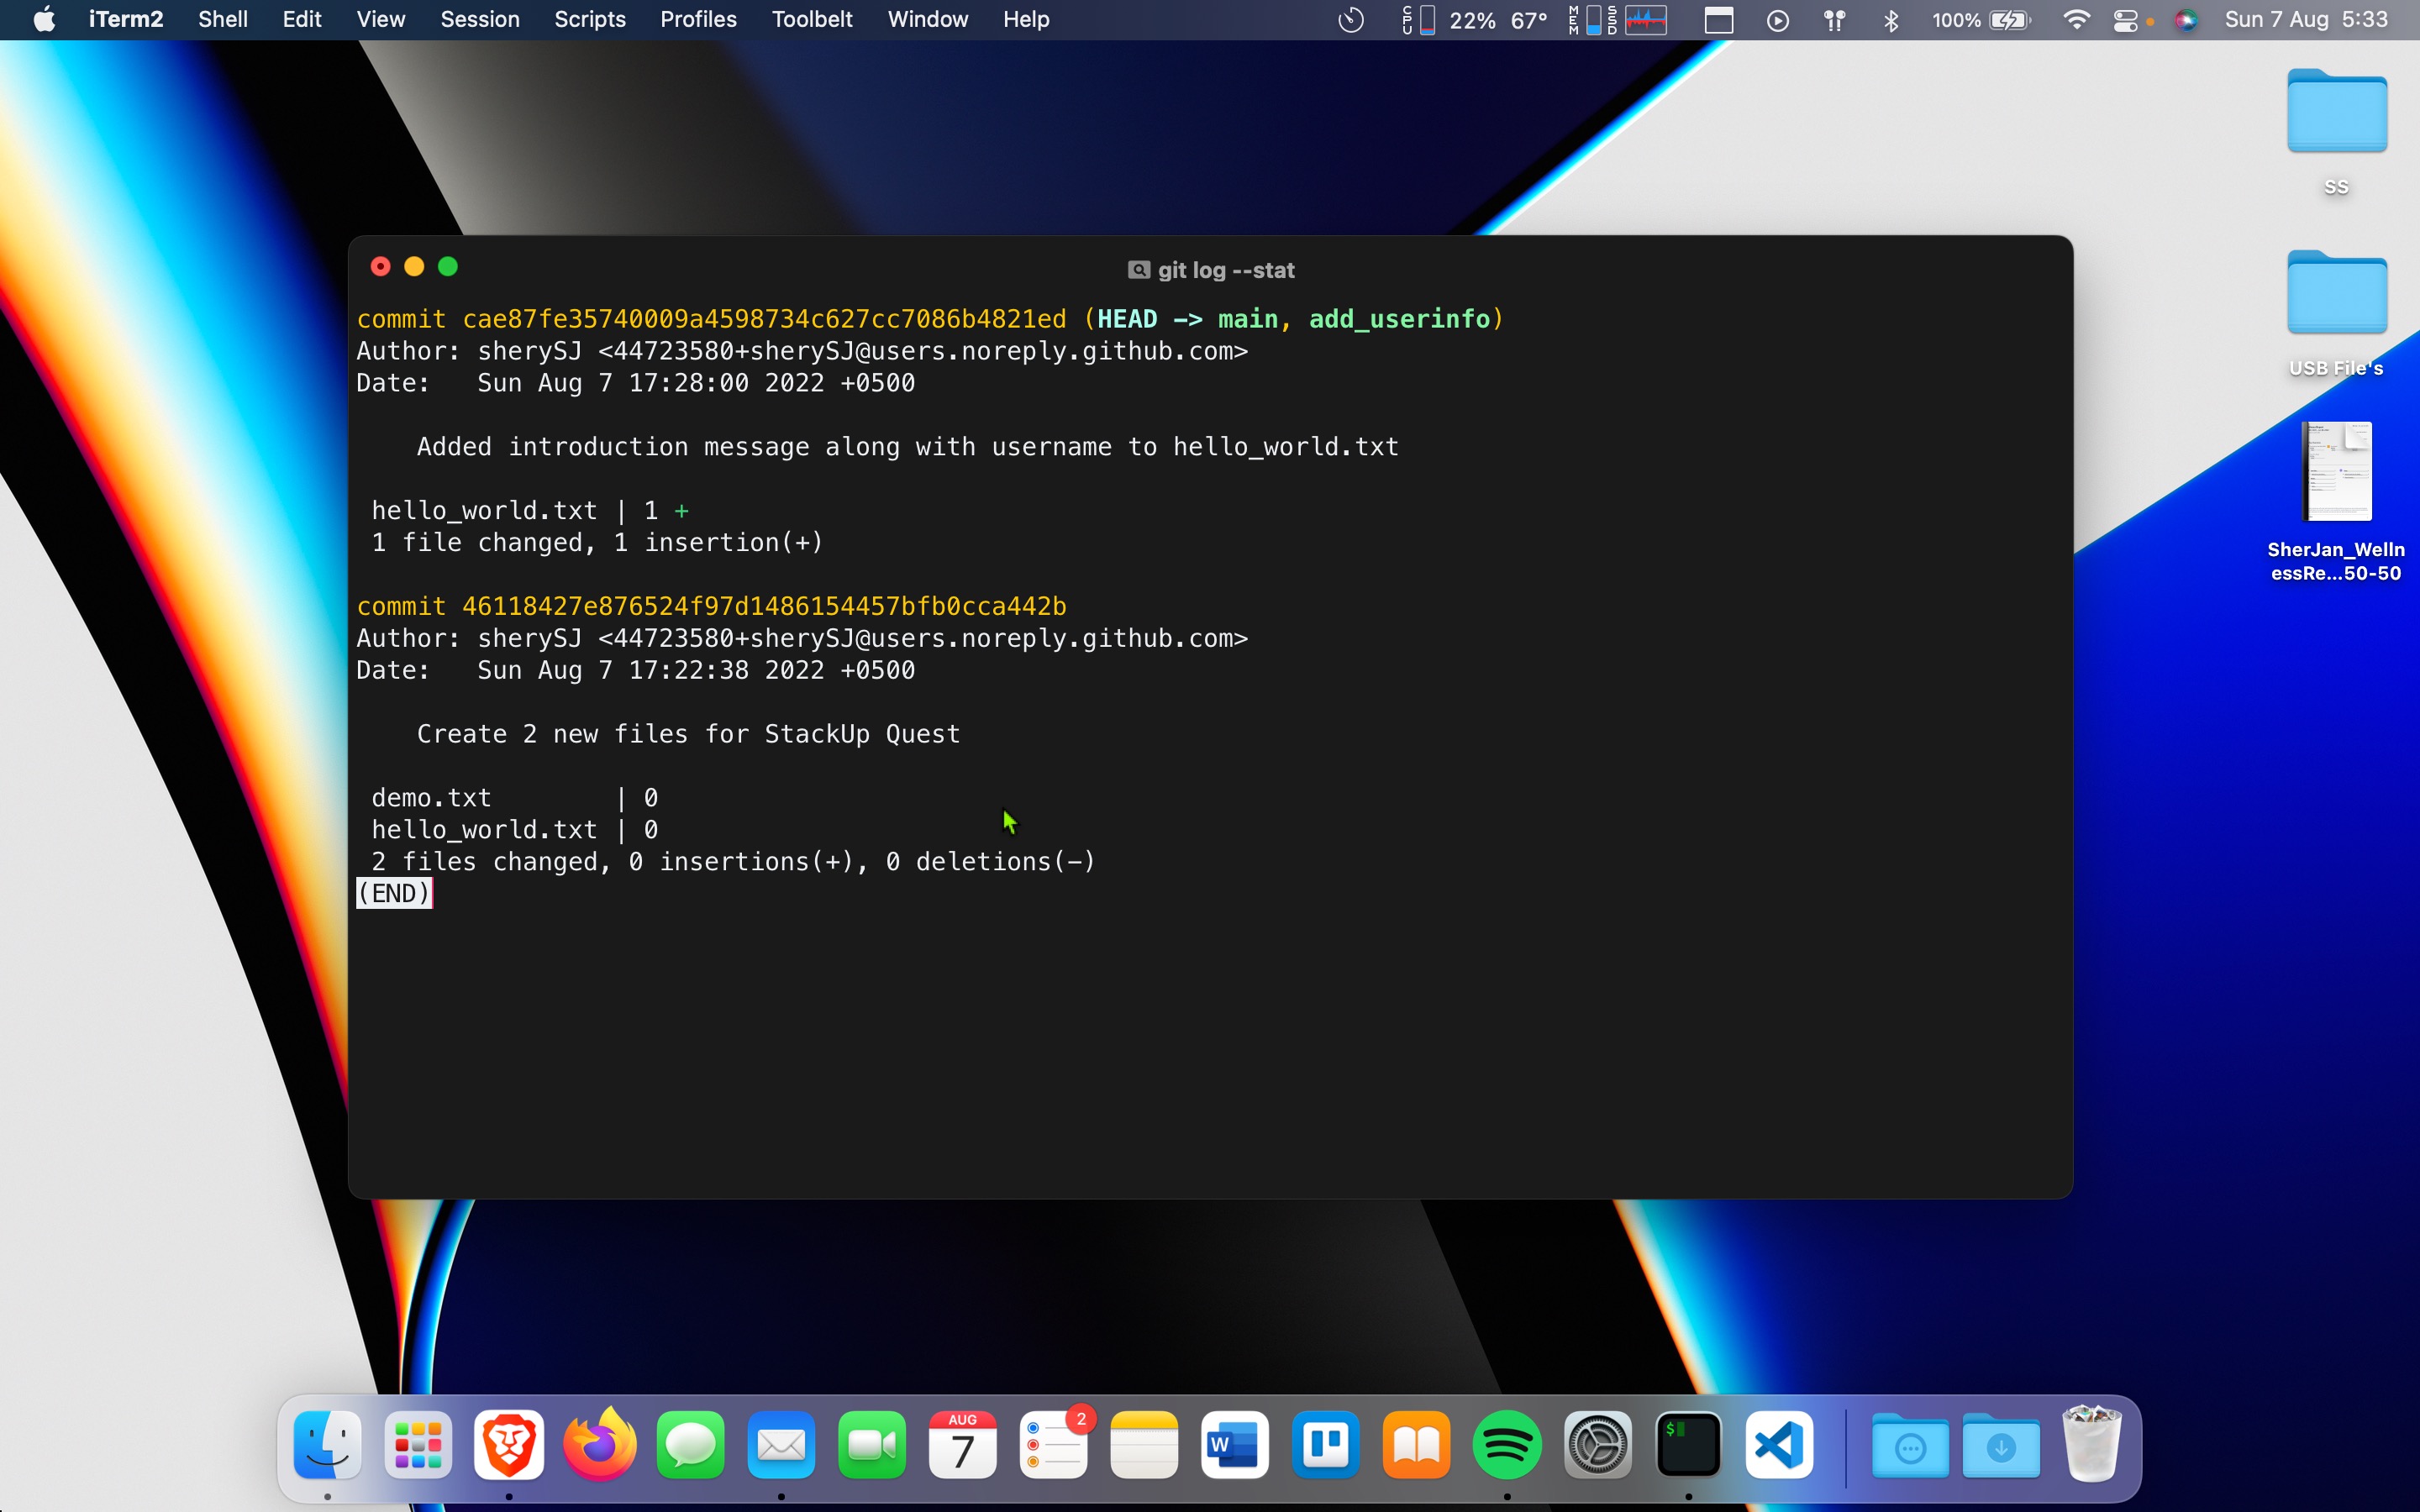 iTerm2 Shell Edit View Session Scripts Profiles Toolbelt Window Help CPU 22% 67° MEM SSD 100% Sun 7 Aug 5:33
SS
USB File's
SherJan_Welln
essRe...50-50
git log --stat
commit cae87fe35740009a4598734c627cc7086b4821ed (HEAD -> main, add_userinfo)
Author: sherySJ <44723580+sherySJ@users.noreply.github.com>
Date:   Sun Aug 7 17:28:00 2022 +0500
Added introduction message along with username to hello_world.txt
hello_world.txt | 1 +
1 file changed, 1 insertion(+)
commit 46118427e876524f97d1486154457bfb0cca442b
Author: sherySJ <44723580+sherySJ@users.noreply.github.com>
Date:   Sun Aug 7 17:22:38 2022 +0500
Create 2 new files for StackUp Quest
demo.txt        | 0
hello_world.txt | 0
2 files changed, 0 insertions(+), 0 deletions(-)
(END)
AUG
7
2
W
$